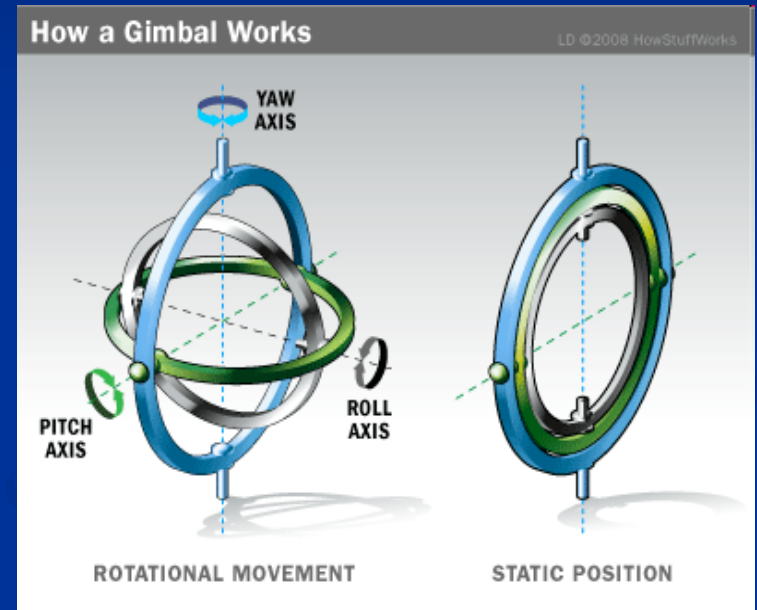 How a Gimbal Works
LD ©2008 HowStuffWorks
YAW
AXIS
PITCH
AXIS
ROLL
AXIS
ROTATIONAL MOVEMENT
STATIC POSITION